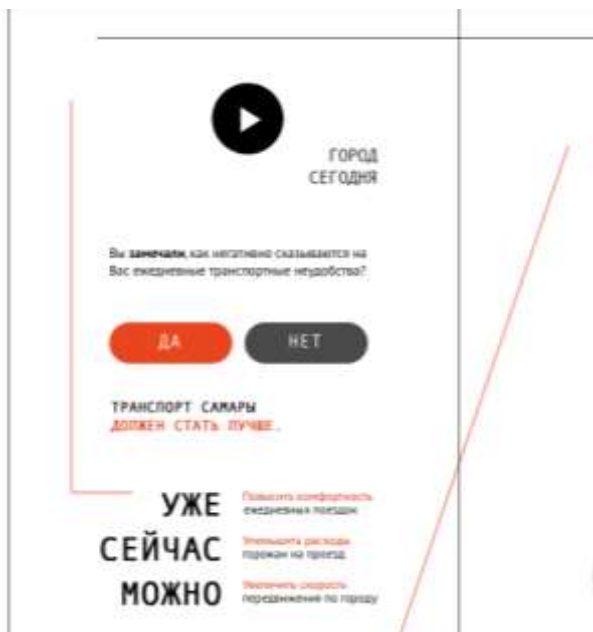 ГОРОД
СЕГОДНЯ
Вы замечали, как негативно сказываются на
Вас ежедневные транспортные неудобства?
ДА
НЕТ
ТРАНСПОРТ САМАРЫ
ДОЛЖЕН СТАТЬ ЛУЧШЕ.
УЖЕ
СЕЙЧАС
МОЖНО
Повысить комфортность
ежедневных поездок
Уменьшить расходы
горожан на проезд
Увеличить скорость
передвижения по городу